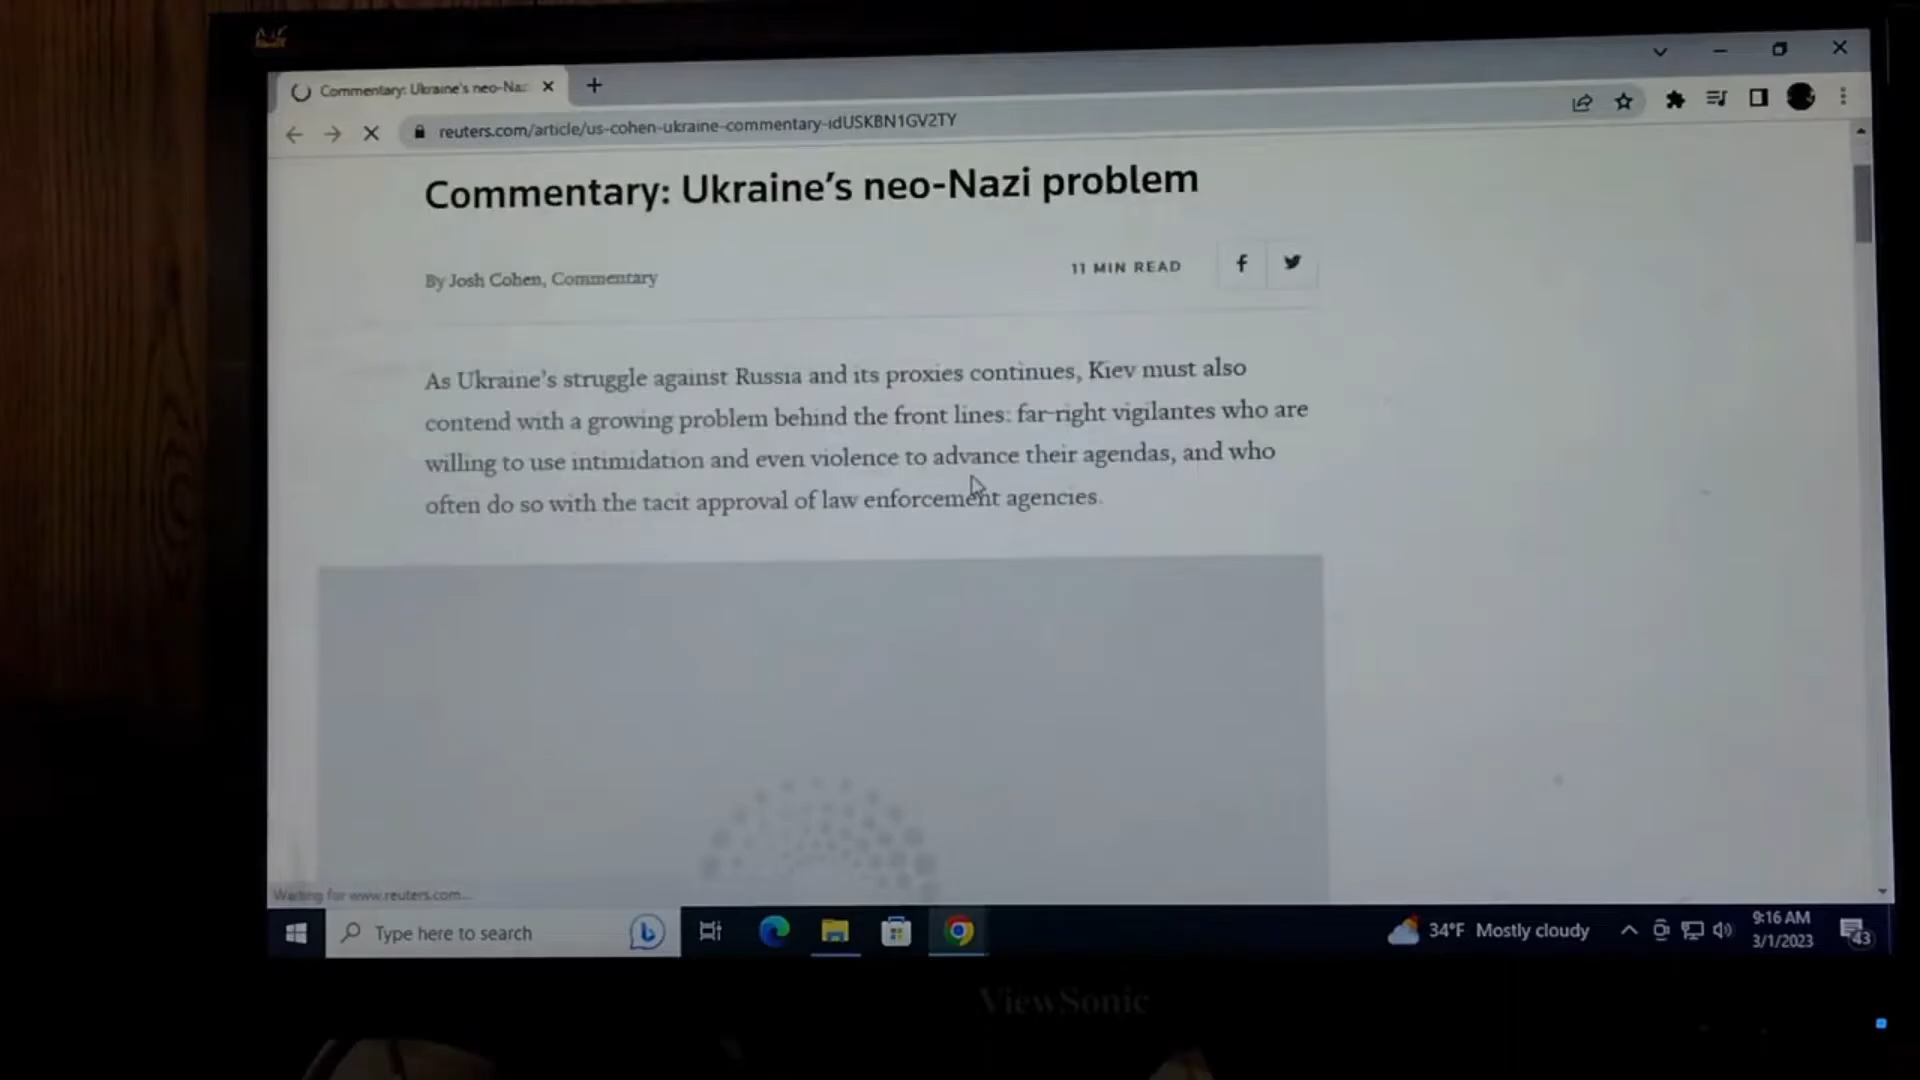 Commentary: Ukraine's neo-Naz
reuters.com/article/us-cohen-ukraine-commentary-idUSKBN1GV2TY
Commentary: Ukraine’s neo-Nazi problem
By Josh Cohen, Commentary
11 MIN READ
As Ukraine’s struggle against Russia and its proxies continues, Kiev must also
contend with a growing problem behind the front lines: far-right vigilantes who are
willing to use intimidation and even violence to advance their agendas, and who
often do so with the tacit approval of law enforcement agencies.
Waiting for www.reuters.com...
Type here to search
34°F Mostly cloudy
9:16 AM
3/1/2023
43
ViewSonic